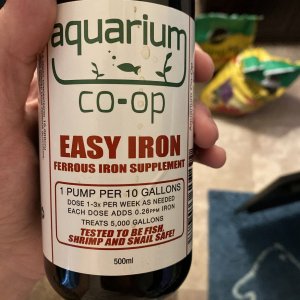 aquarium
co-op
EASY IRON
FERROUS IRON SUPPLEMENT
1 PUMP PER 10 GALLONS
DOSE 1-3x PER WEEK AS NEEDED
EACH DOSE ADDS 0.26PPM IRON
TREATS 5,000 GALLONS
TESTED TO BE FISH,
SHRIMP AND SNAIL SAFE!
500ml